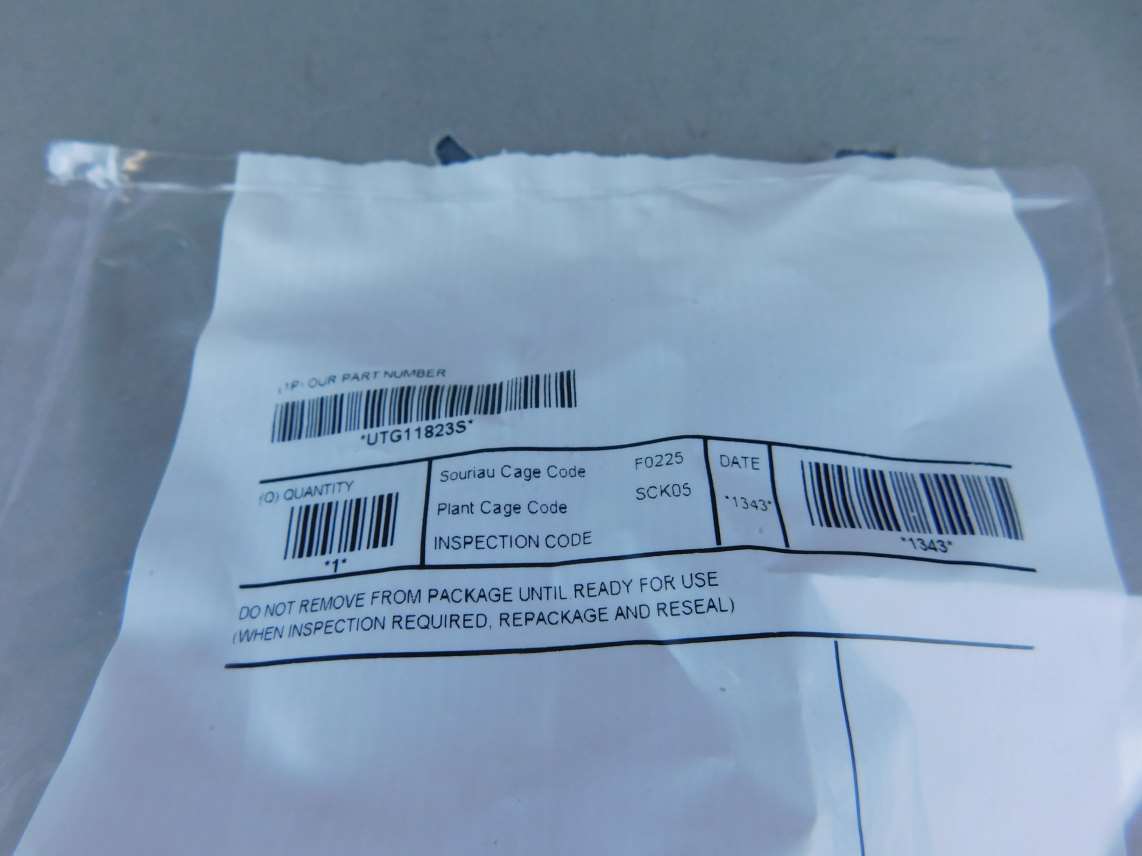 (1P) OUR PART NUMBER
*UTG11823S*
(Q) QUANTITY
*1*
Souriau Cage Code F0225
Plant Cage Code SCK05
INSPECTION CODE
DATE
*1343*
*1343*
DO NOT REMOVE FROM PACKAGE UNTIL READY FOR USE
(WHEN INSPECTION REQUIRED, REPACKAGE AND RESEAL)